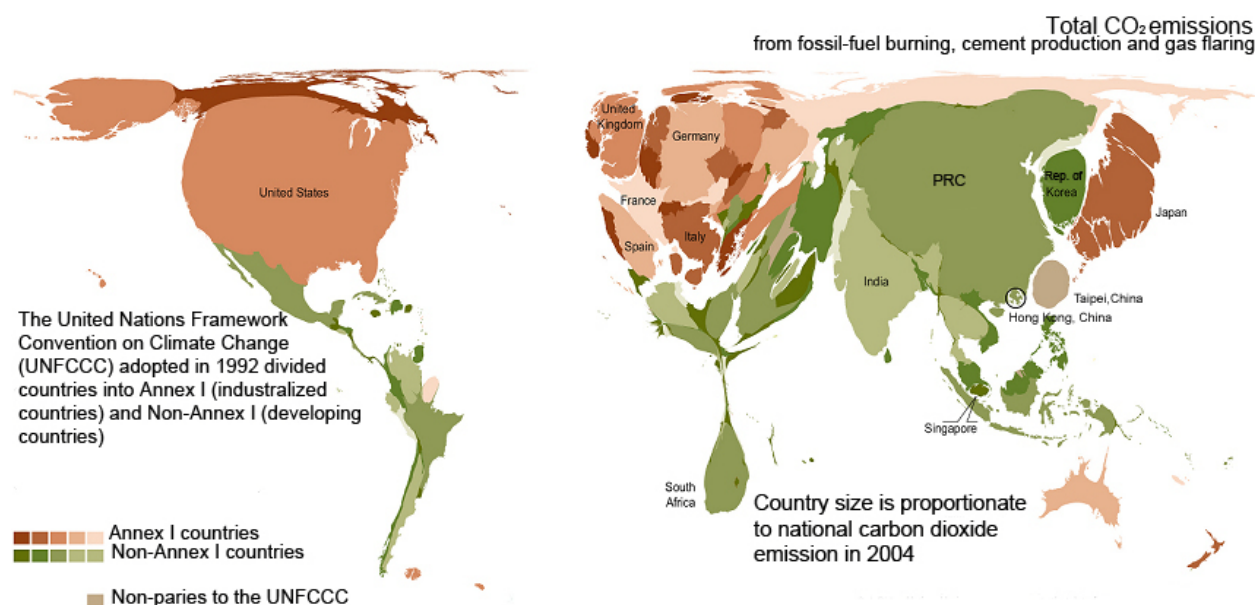 Total CO₂ emissions
from fossil-fuel burning, cement production and gas flaring
United
Kingdom
Germany
France
Spain
Italy
United States
PRC
Rep. of
Korea
Japan
India
Taipei,China
Hong Kong, China
Singapore
South
Africa
The United Nations Framework
Convention on Climate Change
(UNFCCC) adopted in 1992 divided
countries into Annex I (industralized
countries) and Non-Annex I (developing
countries)
Country size is proportionate
to national carbon dioxide
emission in 2004
Annex I countries
Non-Annex I countries
Non-paries to the UNFCCC